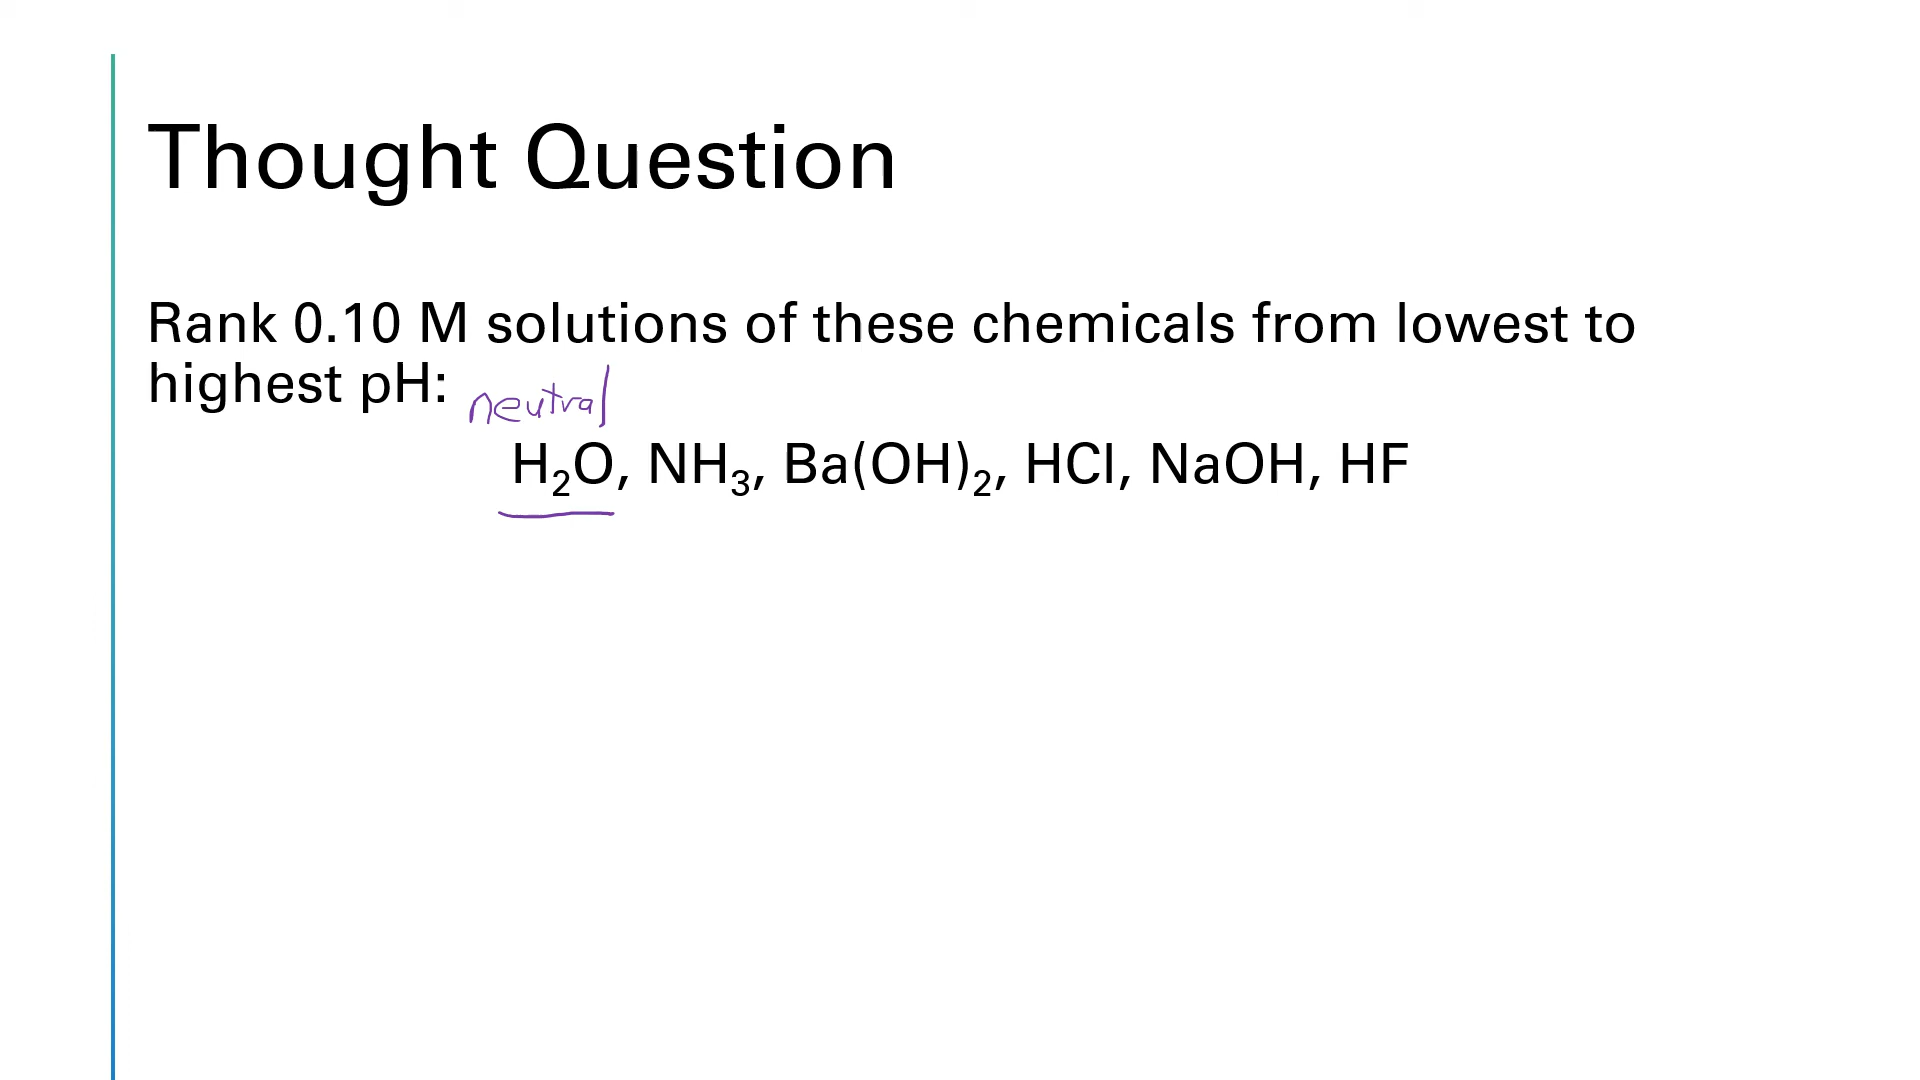 Thought Question
Rank 0.10 M solutions of these chemicals from lowest to
highest pH:
neutral
H₂O, NH₃, Ba(OH)₂, HCl, NaOH, HF